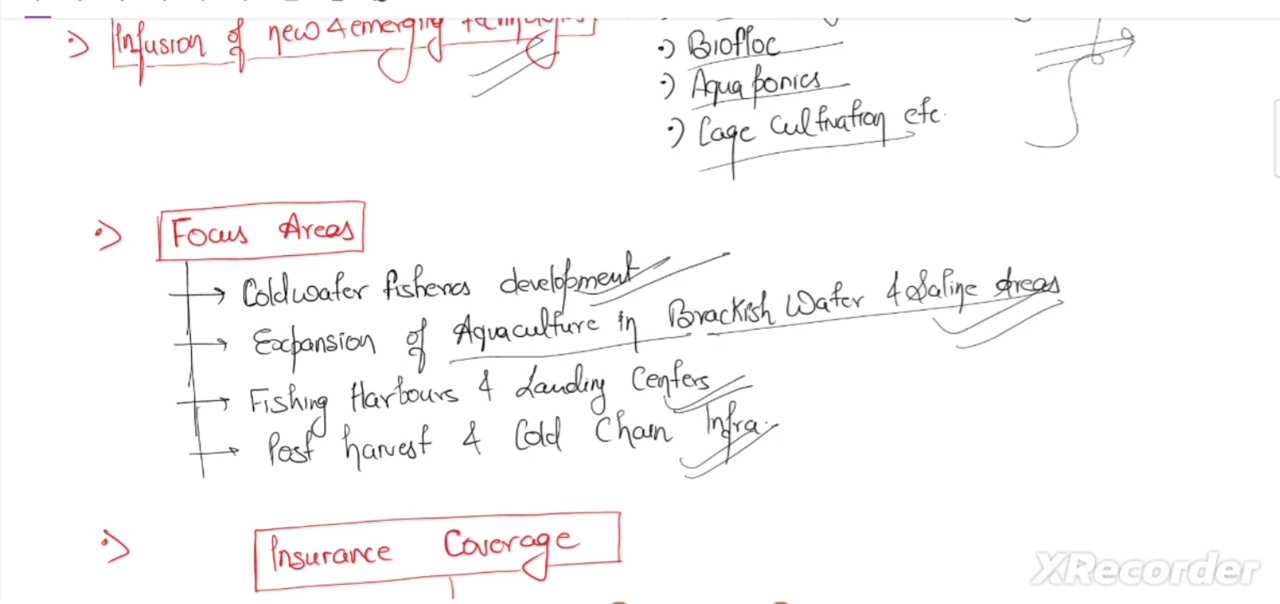 Infusion of new & emerging technologies
Biofloc
Aquaponics
Cage cultivation etc.
Focus Areas
Coldwater fisheries development
Expansion of Aquaculture in Brackish Water & Saline Areas
Fishing Harbours & Landing Centers
Post harvest & Cold Chain Infra.
Insurance Coverage
XRecorder